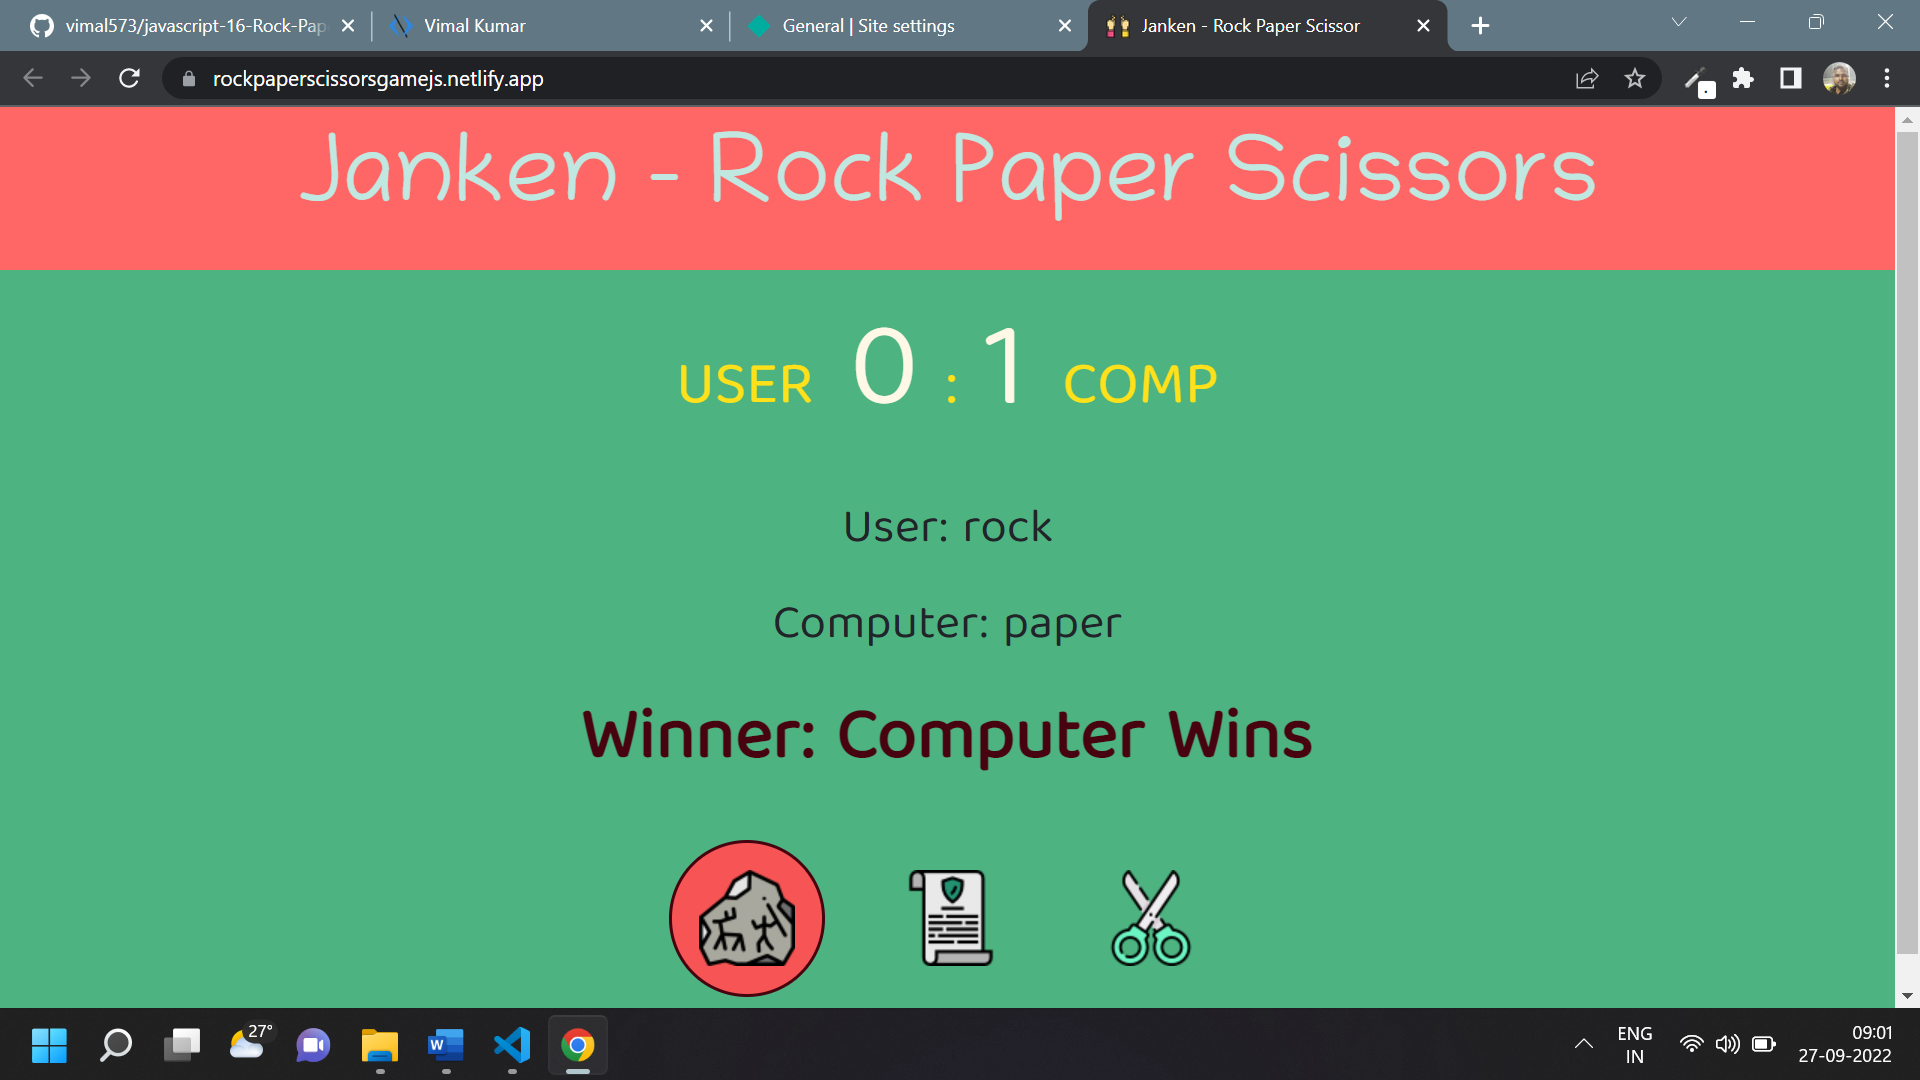 vimal573/javascript-16-Rock-Pap
Vimal Kumar
General | Site settings
Janken - Rock Paper Scissor
rockpaperscissorsgamejs.netlify.app
Janken - Rock Paper Scissors
USER 0 : 1 COMP
User: rock
Computer: paper
Winner: Computer Wins
27°
W
ENG
IN
09:01
27-09-2022